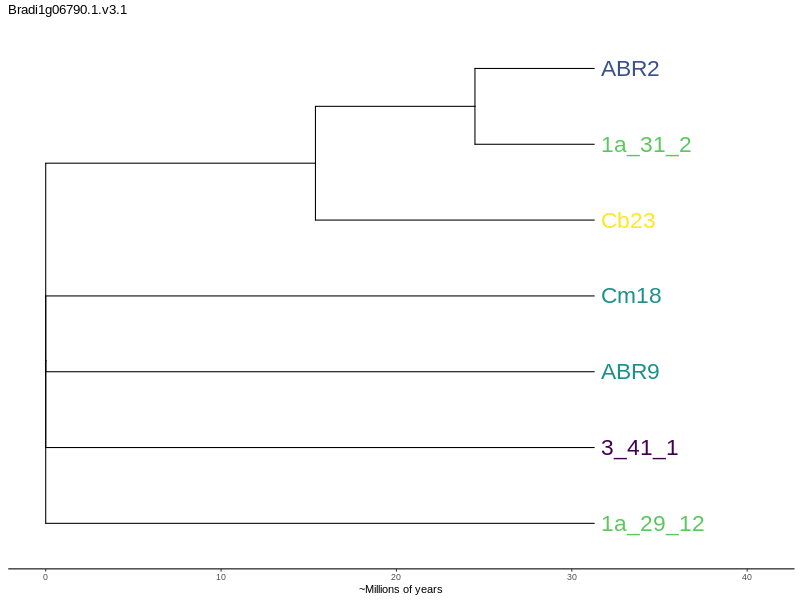 Bradi1g06790.1.v3.1
ABR2
1a_31_2
Cb23
Cm18
ABR9
3_41_1
1a_29_12
0 10 20 30 40
~Millions of years